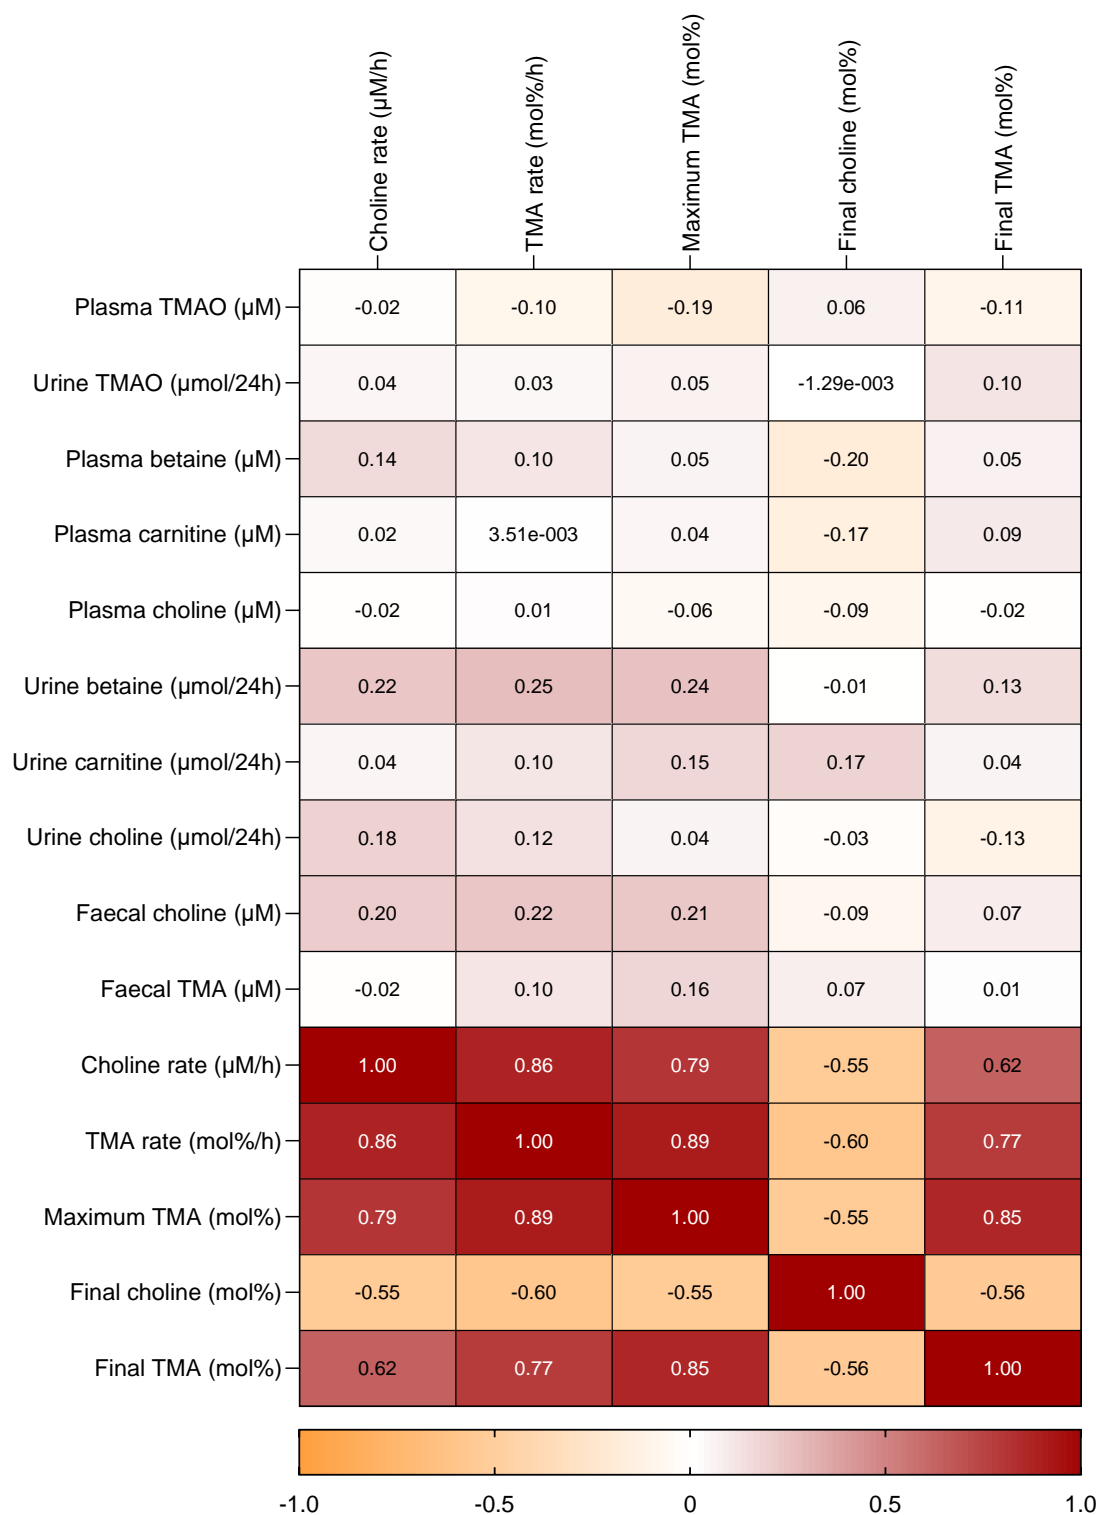 Choline rate (µM/h)
TMA rate (mol%/h)
Maximum TMA (mol%)
Final choline (mol%)
Final TMA (mol%)
Plasma TMAO (µM) -0.02 -0.10 -0.19 0.06 -0.11
Urine TMAO (µmol/24h) 0.04 0.03 0.05 -1.29e-003 0.10
Plasma betaine (µM) 0.14 0.10 0.05 -0.20 0.05
Plasma carnitine (µM) 0.02 3.51e-003 0.04 -0.17 0.09
Plasma choline (µM) -0.02 0.01 -0.06 -0.09 -0.02
Urine betaine (µmol/24h) 0.22 0.25 0.24 -0.01 0.13
Urine carnitine (µmol/24h) 0.04 0.10 0.15 0.17 0.04
Urine choline (µmol/24h) 0.18 0.12 0.04 -0.03 -0.13
Faecal choline (µM) 0.20 0.22 0.21 -0.09 0.07
Faecal TMA (µM) -0.02 0.10 0.16 0.07 0.01
Choline rate (µM/h) 1.00 0.86 0.79 -0.55 0.62
TMA rate (mol%/h) 0.86 1.00 0.89 -0.60 0.77
Maximum TMA (mol%) 0.79 0.89 1.00 -0.55 0.85
Final choline (mol%) -0.55 -0.60 -0.55 1.00 -0.56
Final TMA (mol%) 0.62 0.77 0.85 -0.56 1.00
-1.0 -0.5 0 0.5 1.0